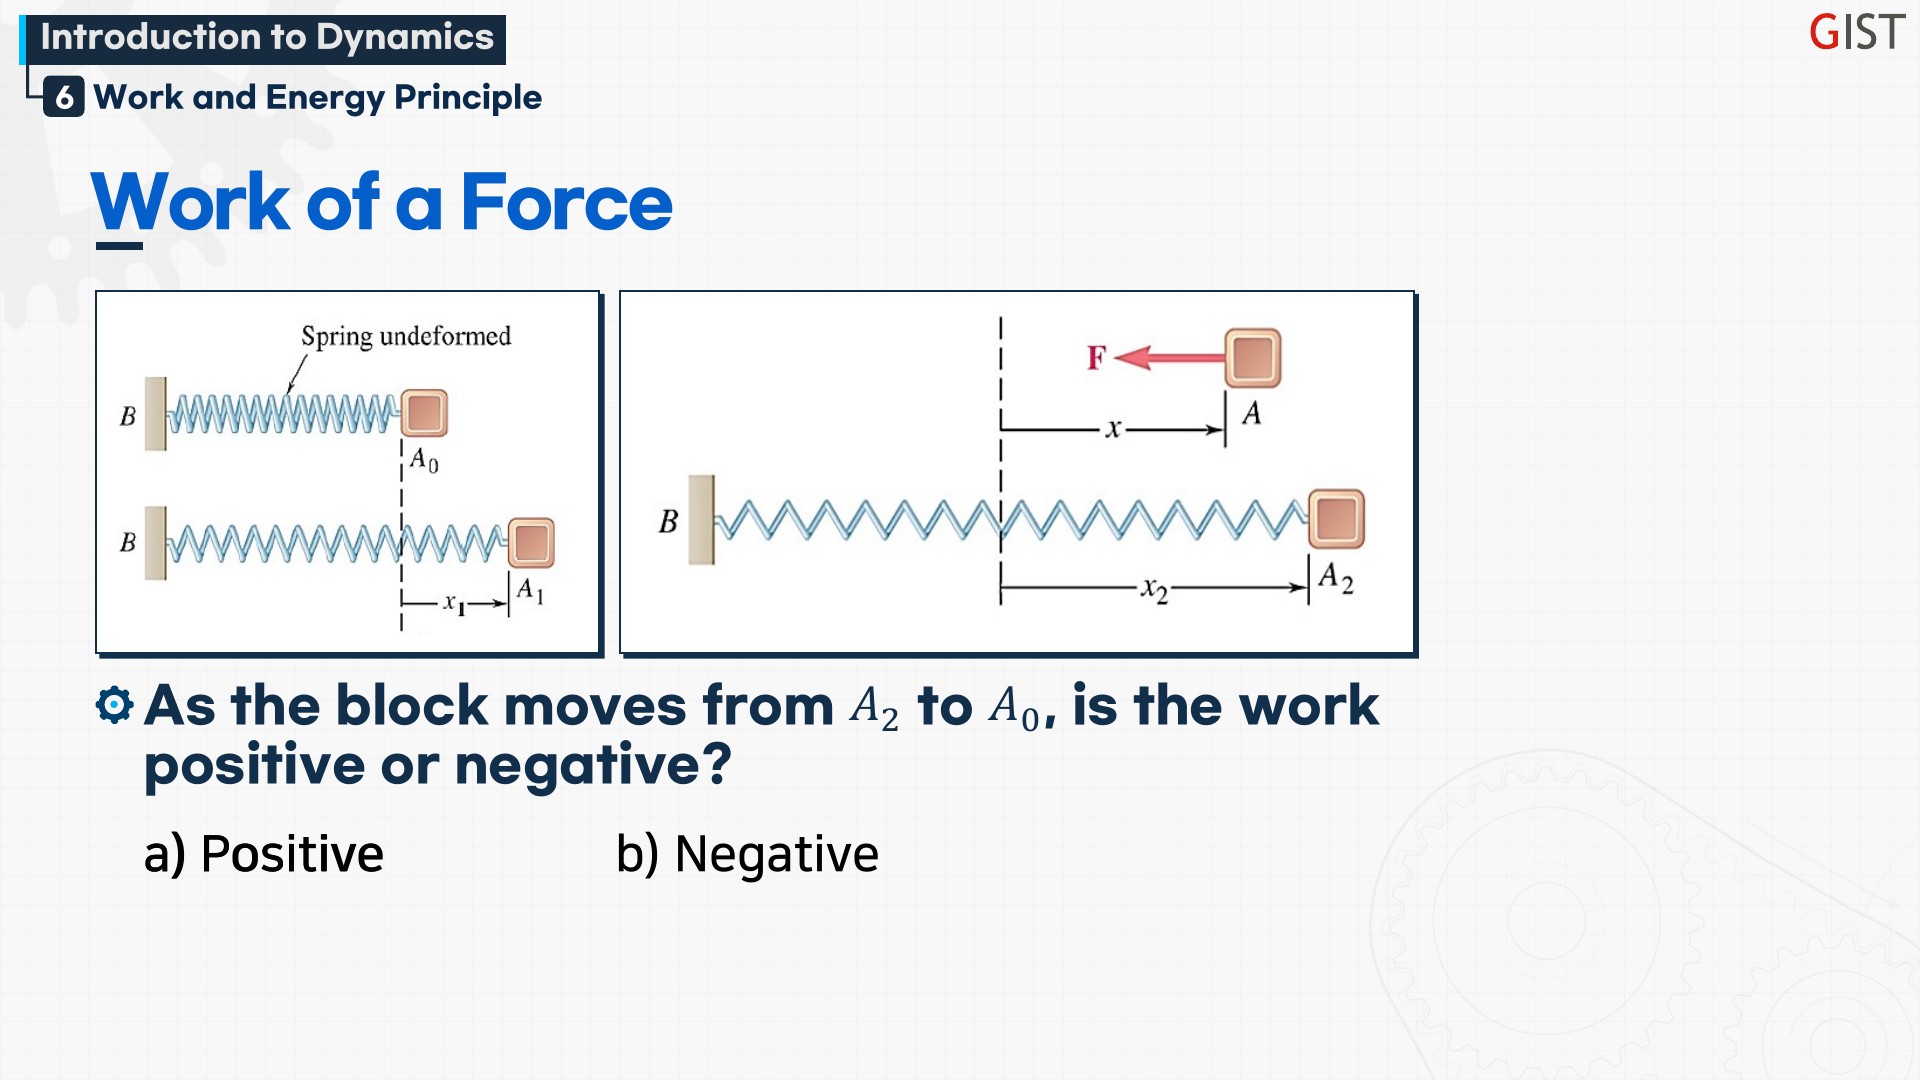 Introduction to Dynamics
GIST
6 Work and Energy Principle
Work of a Force
Spring undeformed
B
A0
B
x1
A1
F
x
A
B
x2
A2
As the block moves from A2 to A0, is the work
positive or negative?
a) Positive b) Negative